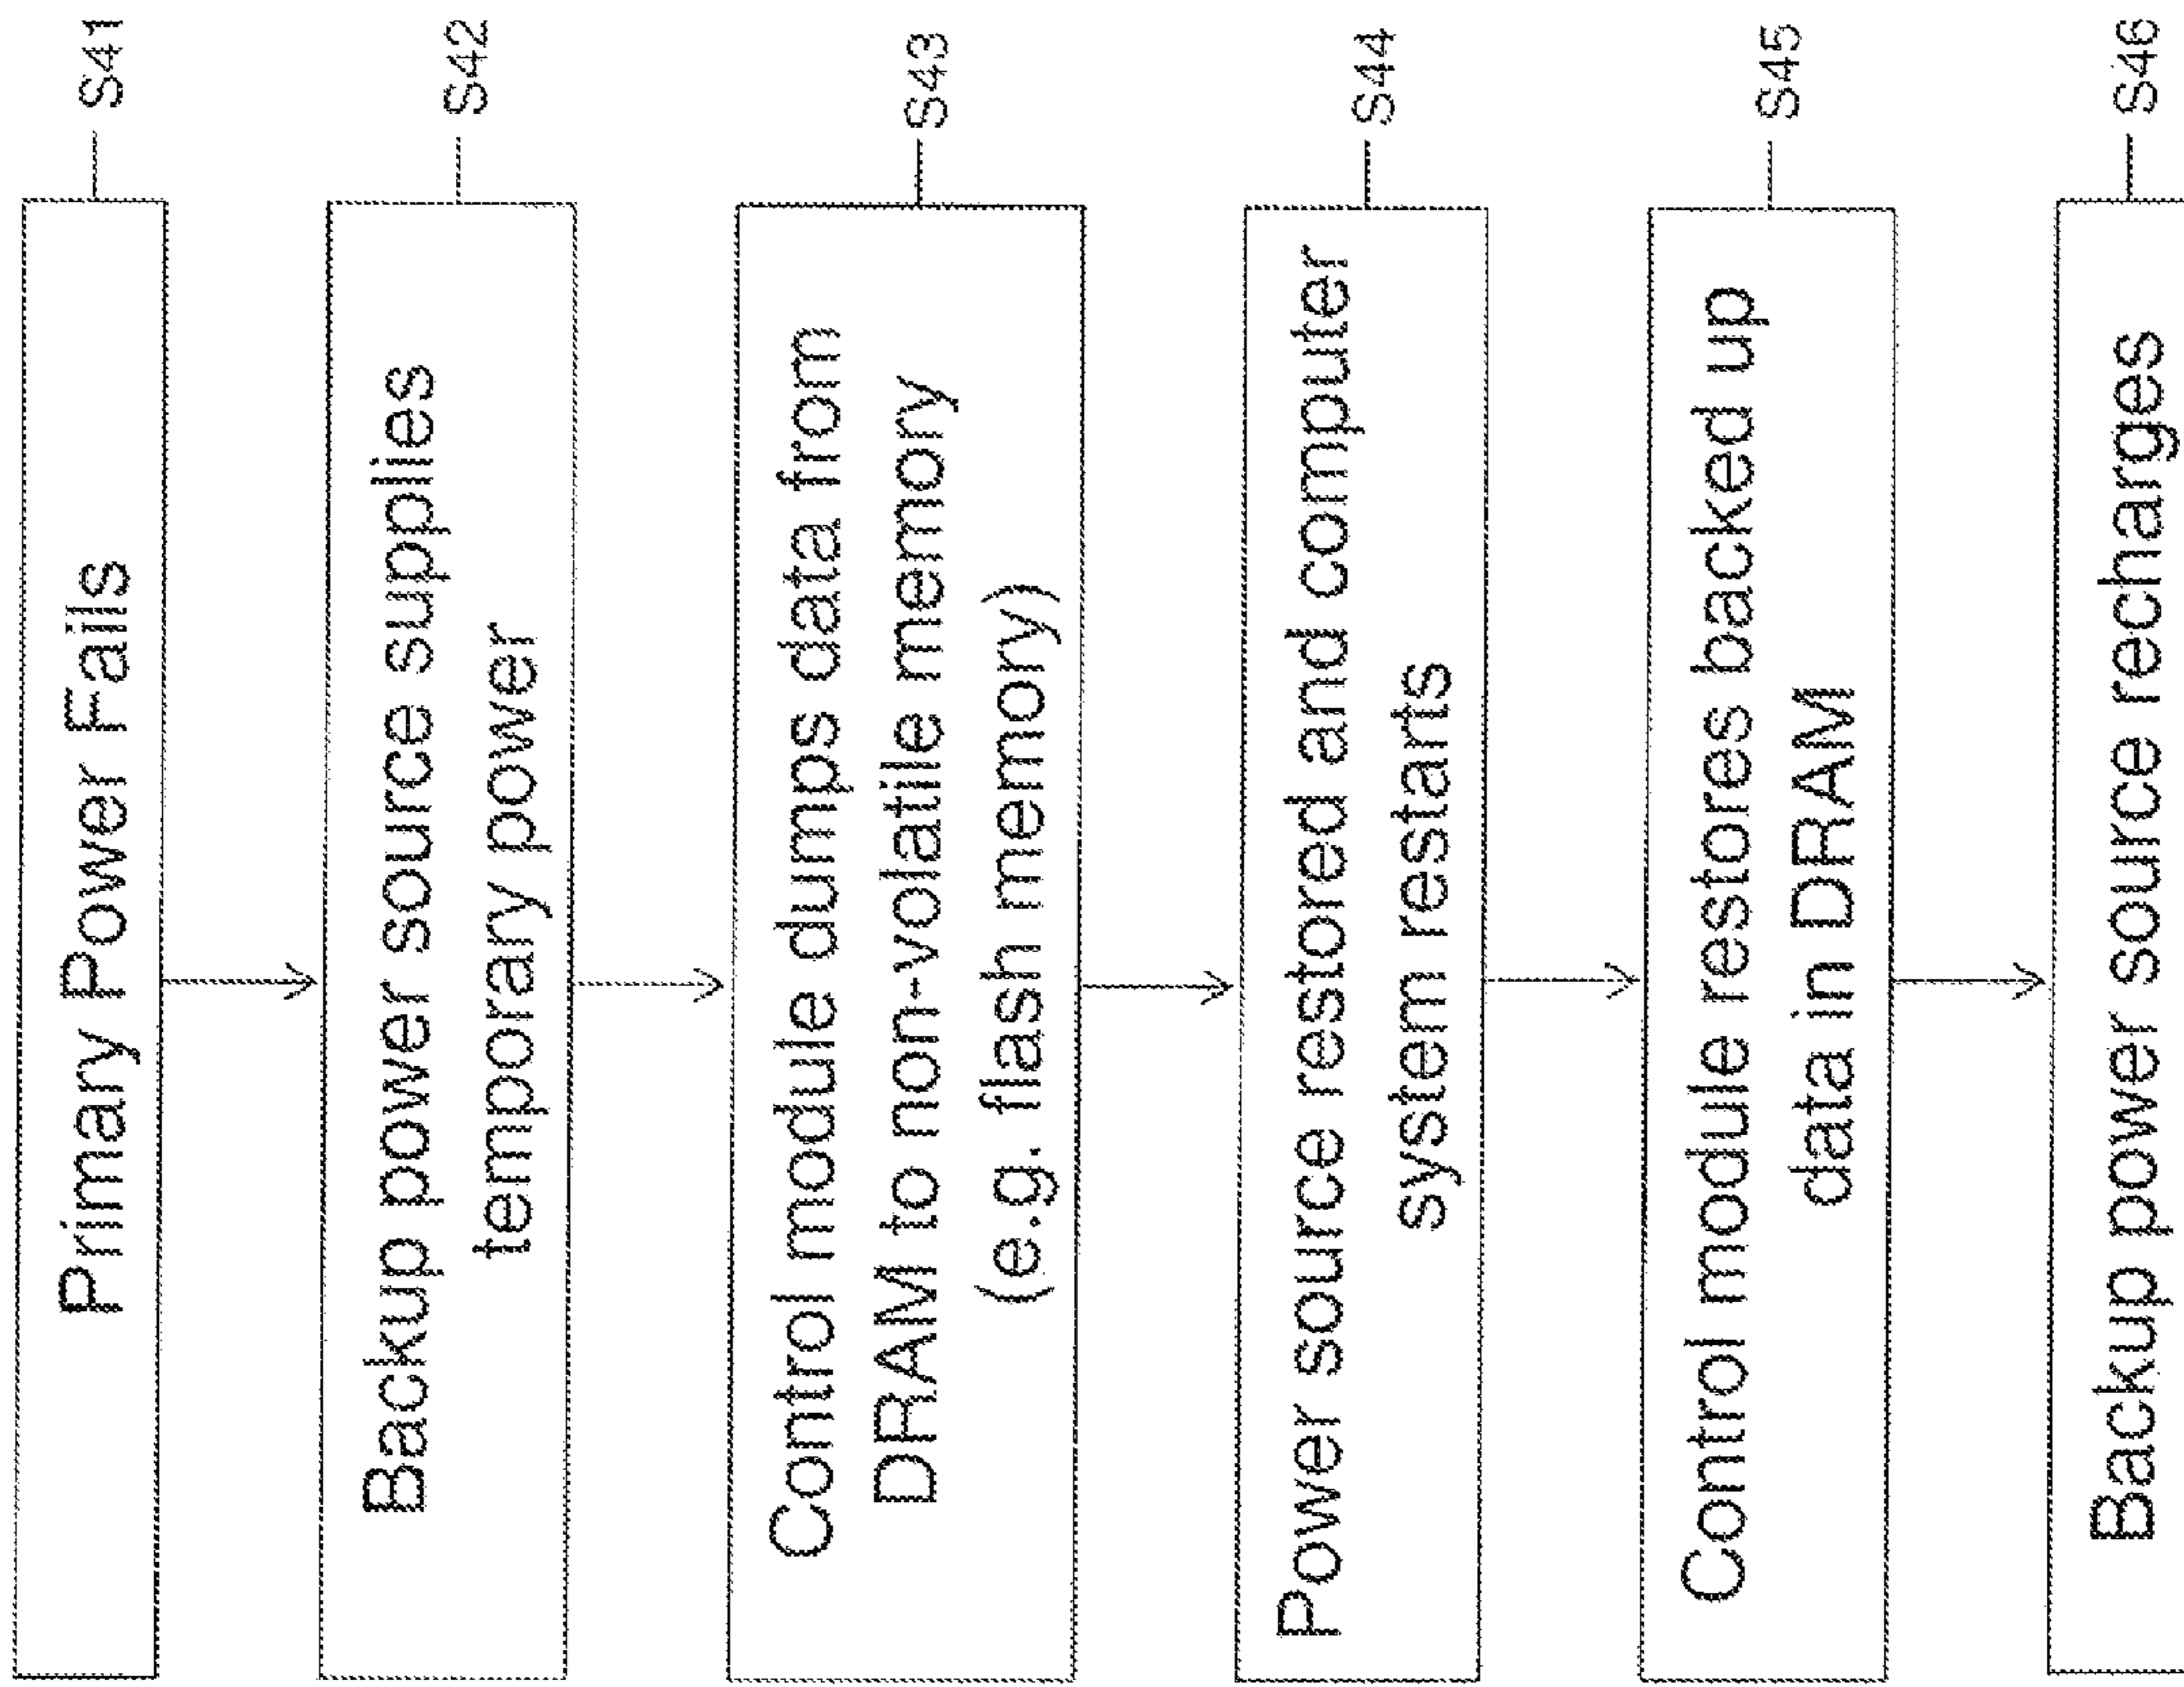 Primary Power Fails
S41
Backup power source supplies
temporary power
S42
Control module dumps data from
DRAM to non-volatile memory
(e.g. flash memory)
S43
Power source restored and computer
system restarts
S44
Control module restores backed up
data in DRAM
S45
Backup power source recharges
S46